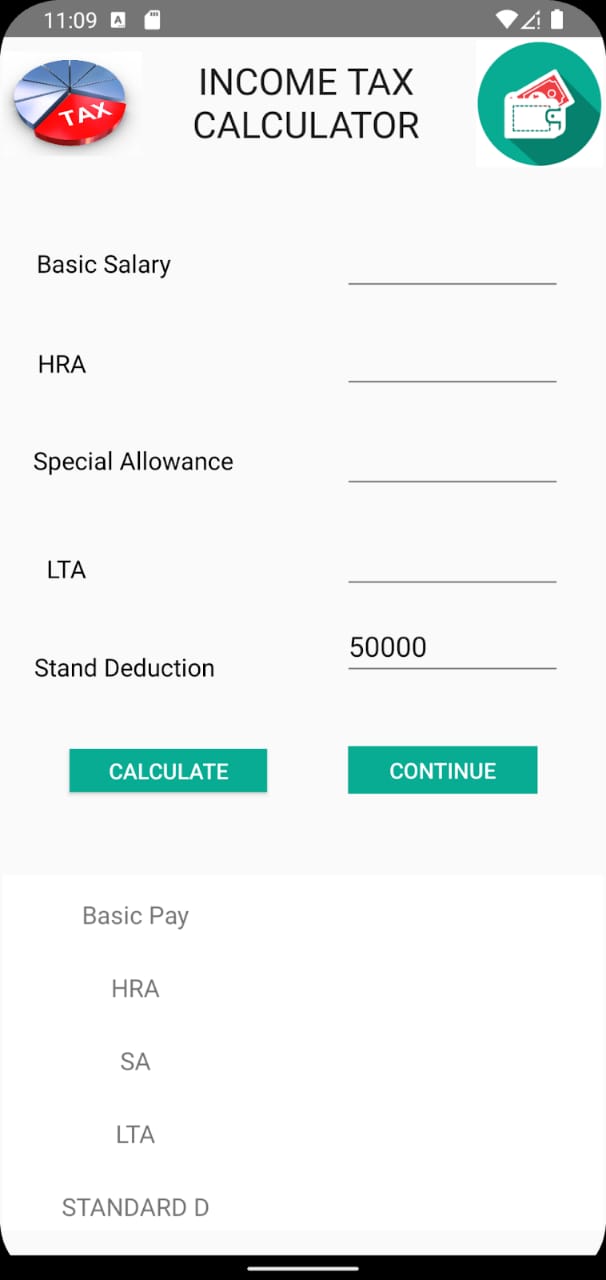 11:09 A
TAX
INCOME TAX
CALCULATOR
Basic Salary
HRA
Special Allowance
LTA
50000
Stand Deduction
CALCULATE CONTINUE
Basic Pay
HRA
SA
LTA
STANDARD D